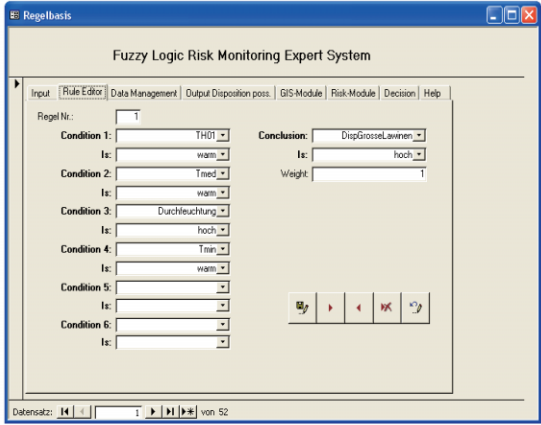 Regelbasis
Fuzzy Logic Risk Monitoring Expert System
Input Rule Editor Data Management Output Disposition poss. GIS-Module Risk-Module Decision Help
Regel Nr.: 1
Condition 1: TH01 Conclusion: DispGrosseLawinen
Is: warm Is: hoch
Condition 2: Tmed Weight: 1
Is: warm
Condition 3: Durchfeuchtung
Is: hoch
Condition 4: Tmin
Is: warm
Condition 5:
Is:
Condition 6:
Is:
Datensatz: 1 von 52